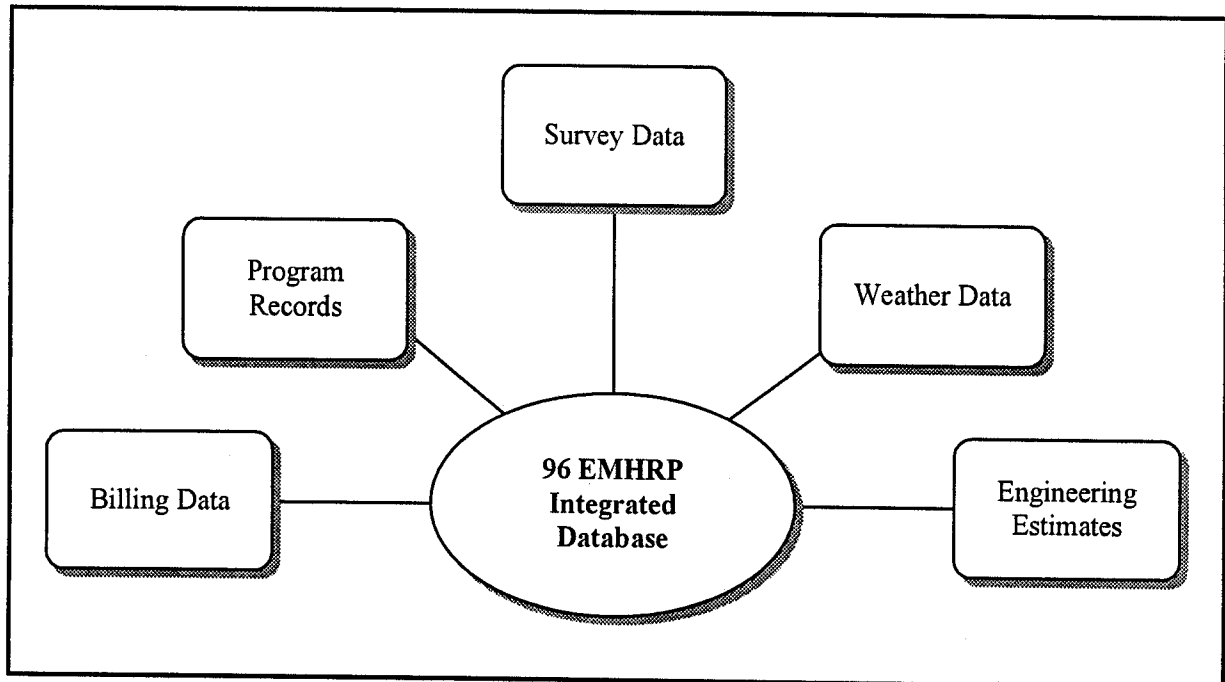 Survey Data
Program
Records
Weather Data
Billing Data
96 EMHRP
Integrated
Database
Engineering
Estimates